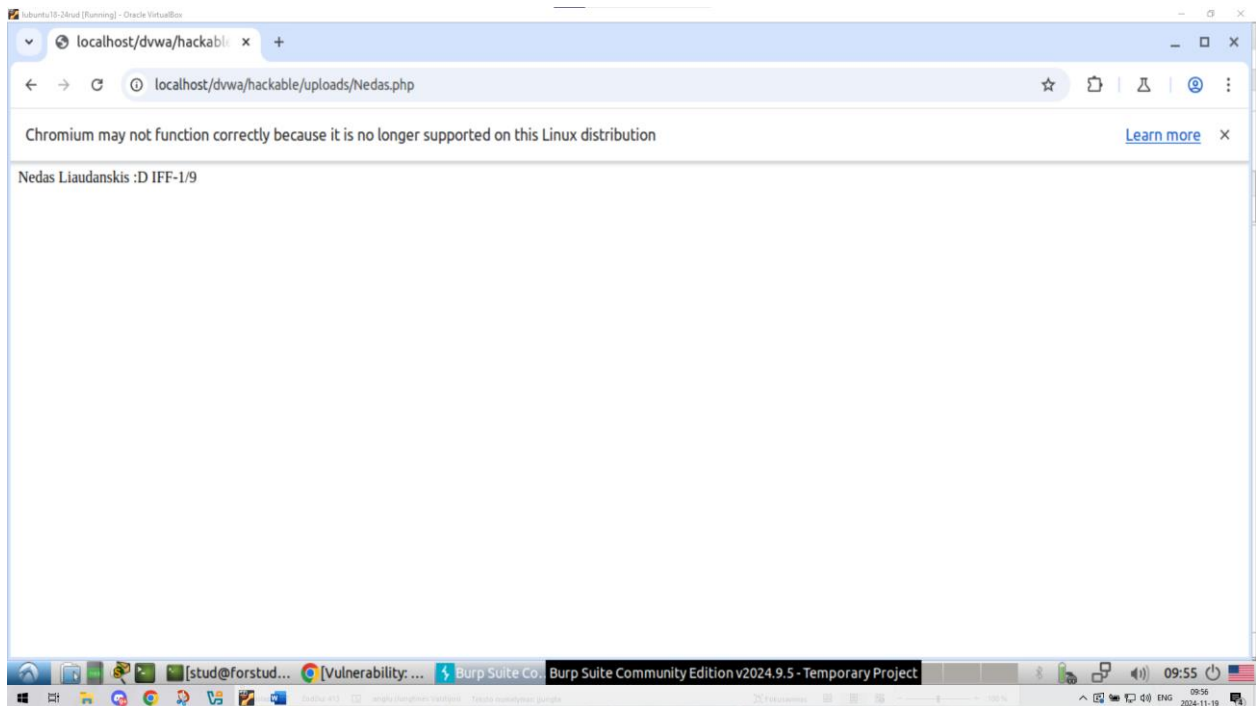 lubuntu18-24rud [Running] - Oracle VirtualBox
localhost/dvwa/hackabl
localhost/dvwa/hackable/uploads/Nedas.php
Chromium may not function correctly because it is no longer supported on this Linux distribution
Learn more
Nedas Liaudanskis :D IFF-1/9
[stud@forstud... [Vulnerability: ... Burp Suite Co... Burp Suite Community Edition v2024.9.5 - Temporary Project 09:55
ENG 09:56
2024-11-19